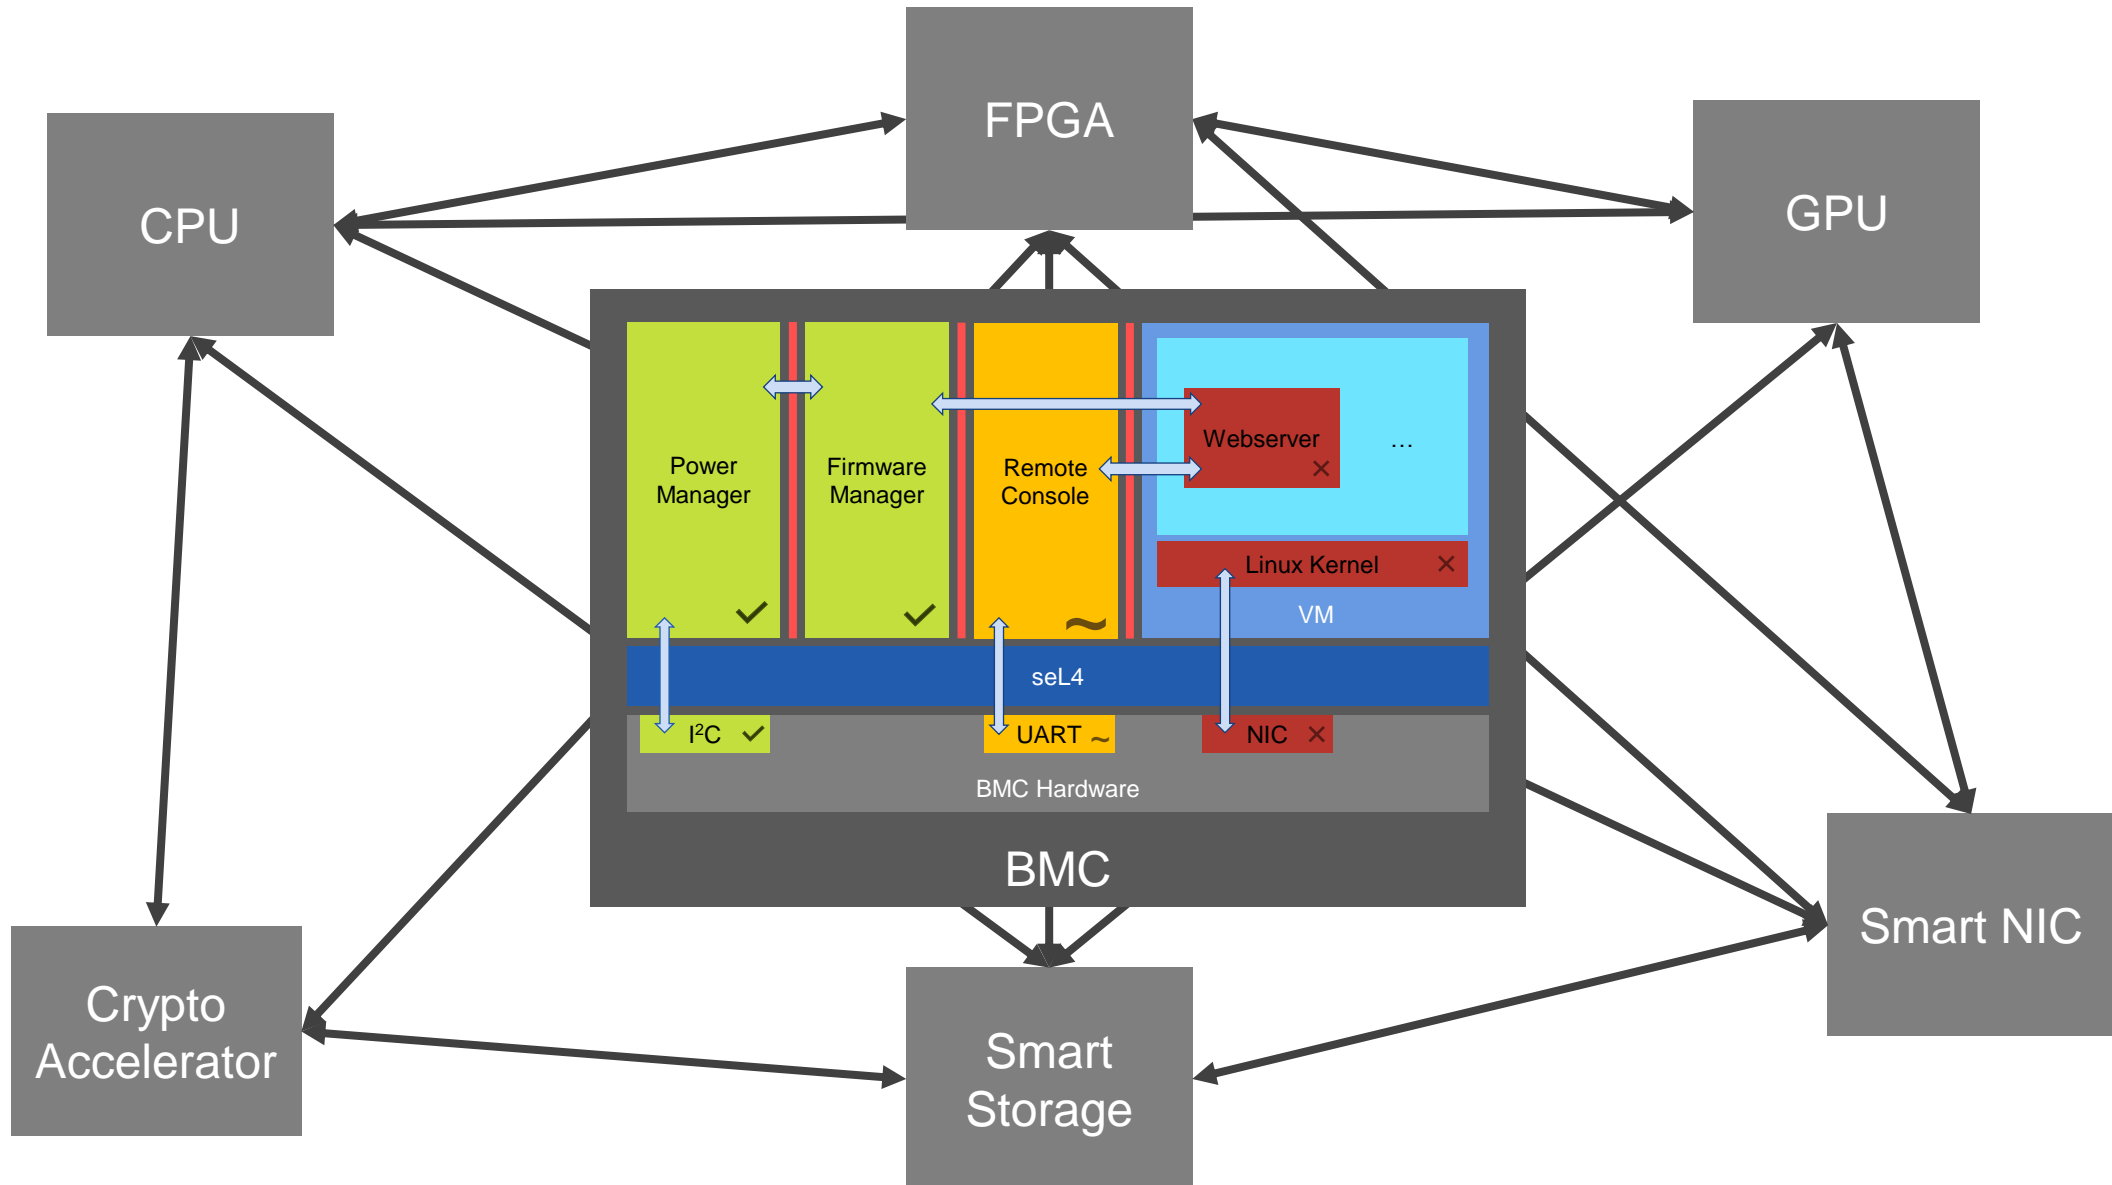 FPGA
CPU
GPU
Power
Manager
Firmware
Manager
Remote
Console
Webserver
...
Linux Kernel
VM
seL4
I²C
UART
~
NIC
BMC Hardware
BMC
Smart NIC
Crypto
Accelerator
Smart
Storage